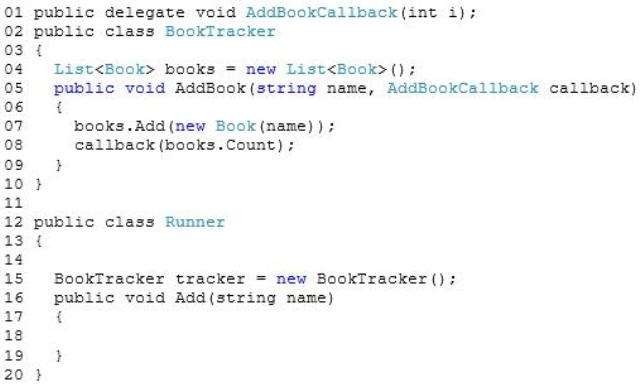 01 public delegate void AddBookCallback(int i);
02 public class BookTracker
03 {
04   List<Book> books = new List<Book>();
05   public void AddBook(string name, AddBookCallback callback)
06   {
07     books.Add(new Book(name));
08     callback(books.Count);
09   }
10 }
11
12 public class Runner
13 {
14
15   BookTracker tracker = new BookTracker();
16   public void Add(string name)
17   {
18
19   }
20 }